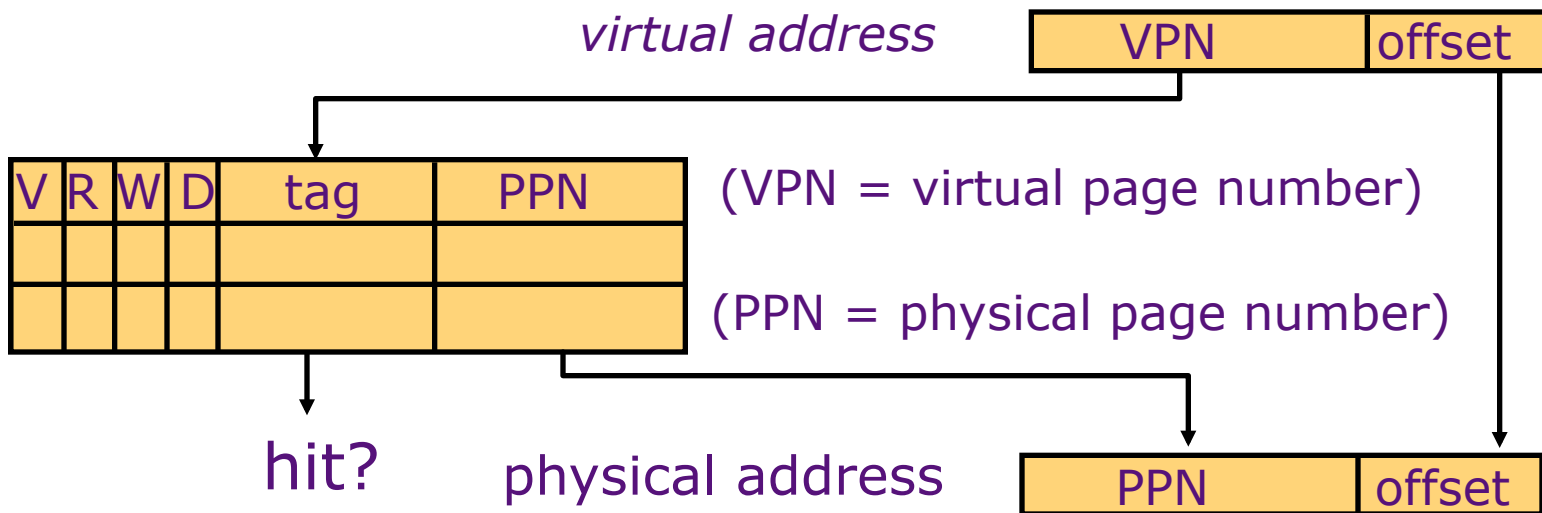 virtual address
VPN offset
V R W D tag PPN
(VPN = virtual page number)
(PPN = physical page number)
hit?
physical address
PPN offset